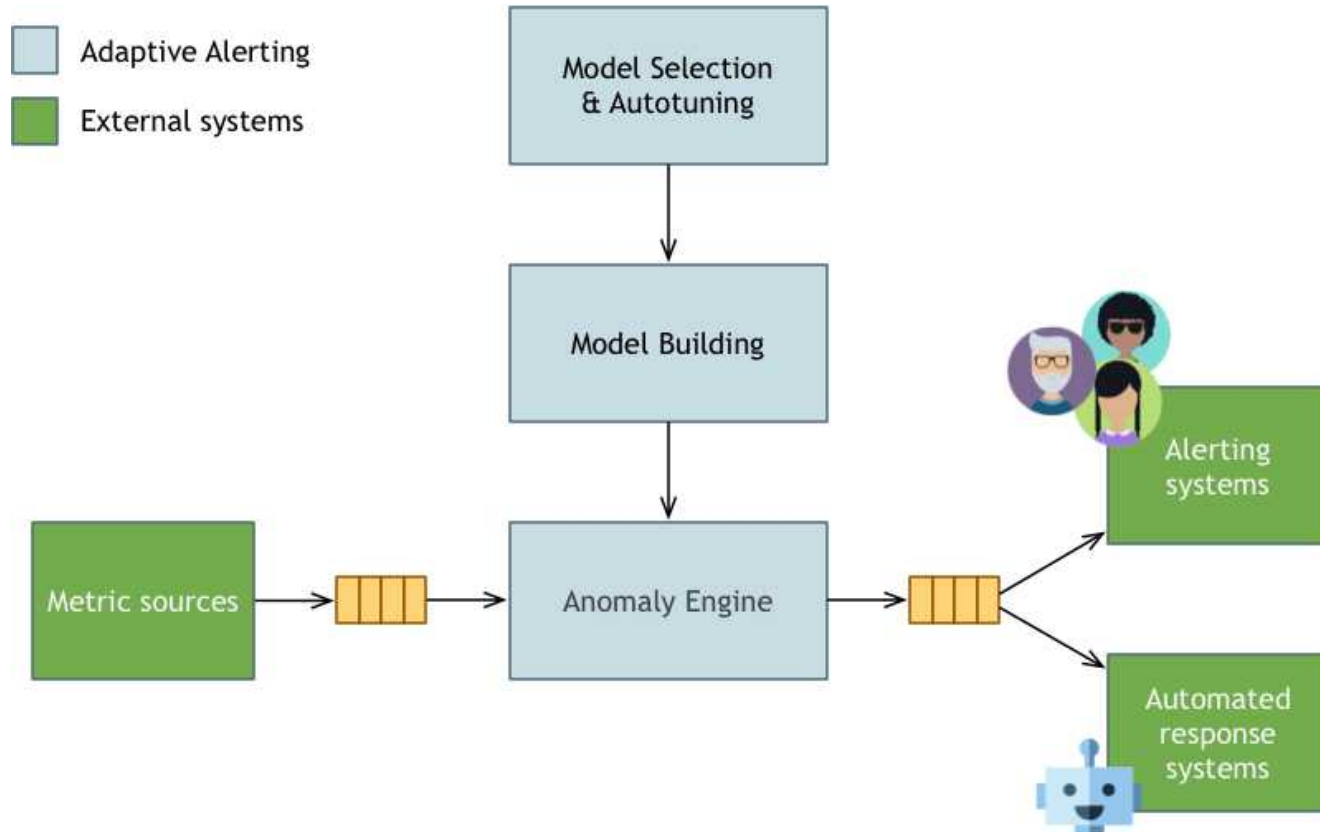 Adaptive Alerting
External systems
Model Selection
& Autotuning
Model Building
Metric sources
Anomaly Engine
Alerting
systems
Automated
response
systems